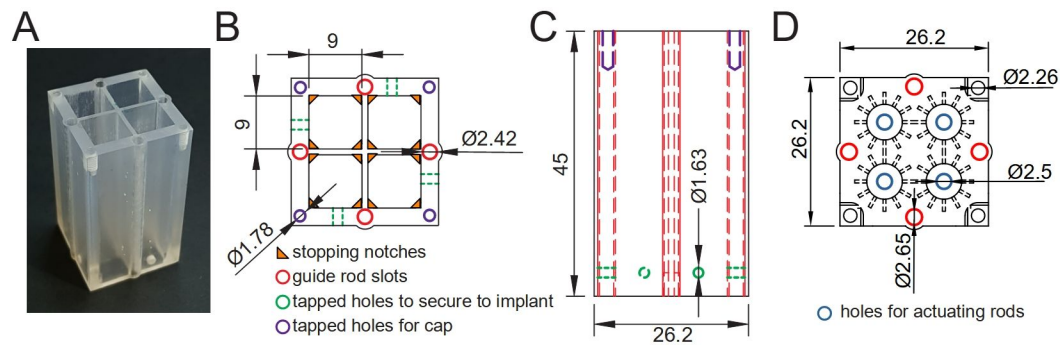 A
B
C
D
9
9
Ø2.42
Ø1.78
stopping notches
guide rod slots
tapped holes to secure to implant
tapped holes for cap
45
Ø1.63
26.2
26.2
26.2
Ø2.26
Ø2.5
Ø2.65
holes for actuating rods